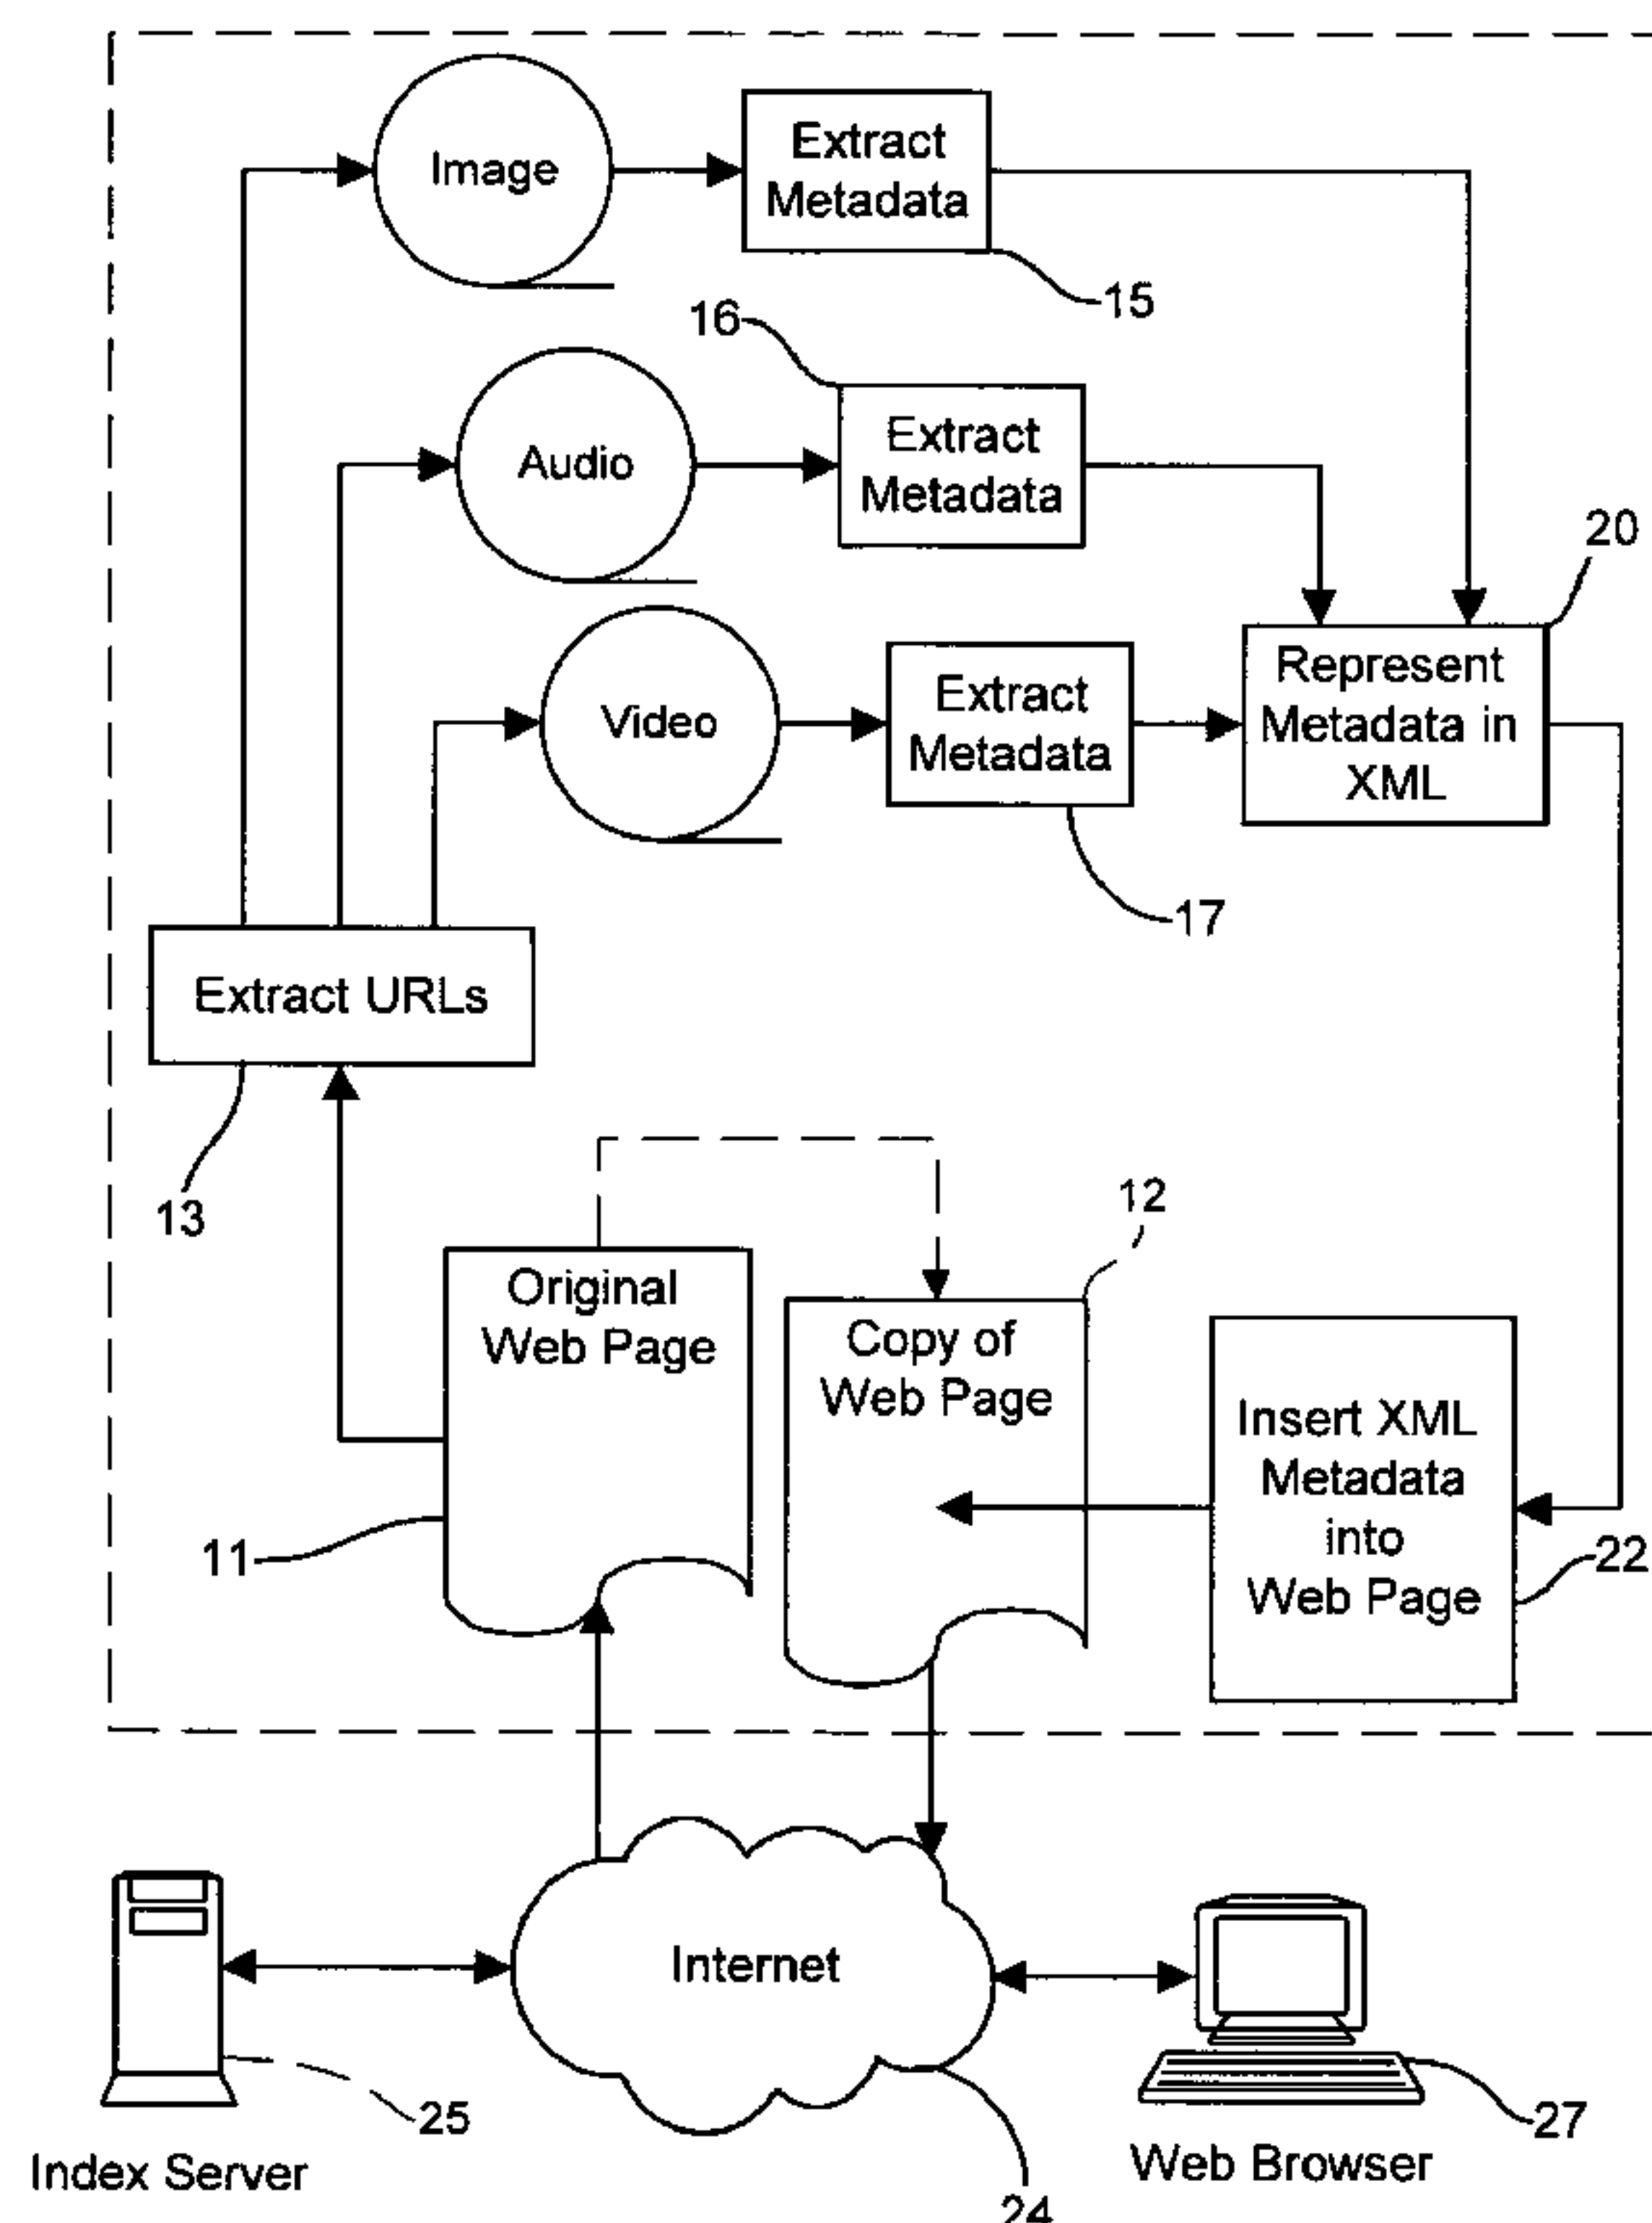 Image
Extract
Metadata
15
16
Audio
Extract
Metadata
20
Video
Extract
Metadata
Represent
Metadata in
XML
17
Extract URLs
13
12
Original
Web Page
Copy of
Web Page
Insert XML
Metadata
into
Web Page
11
22
Internet
25
27
Index Server
Web Browser
24